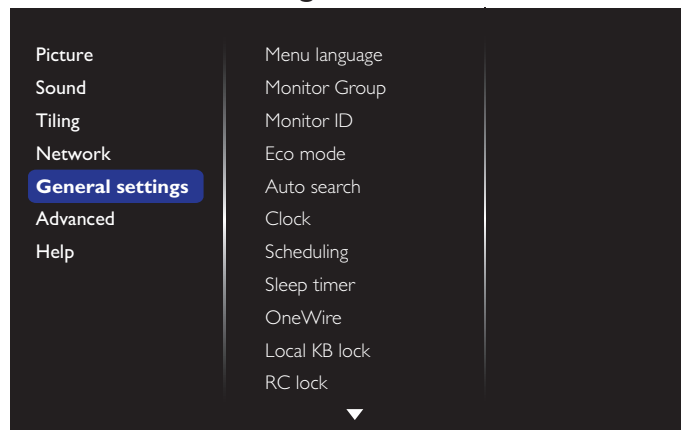 Picture
Sound
Tiling
Network
General settings
Advanced
Help
Menu language
Monitor Group
Monitor ID
Eco mode
Auto search
Clock
Scheduling
Sleep timer
OneWire
Local KB lock
RC lock